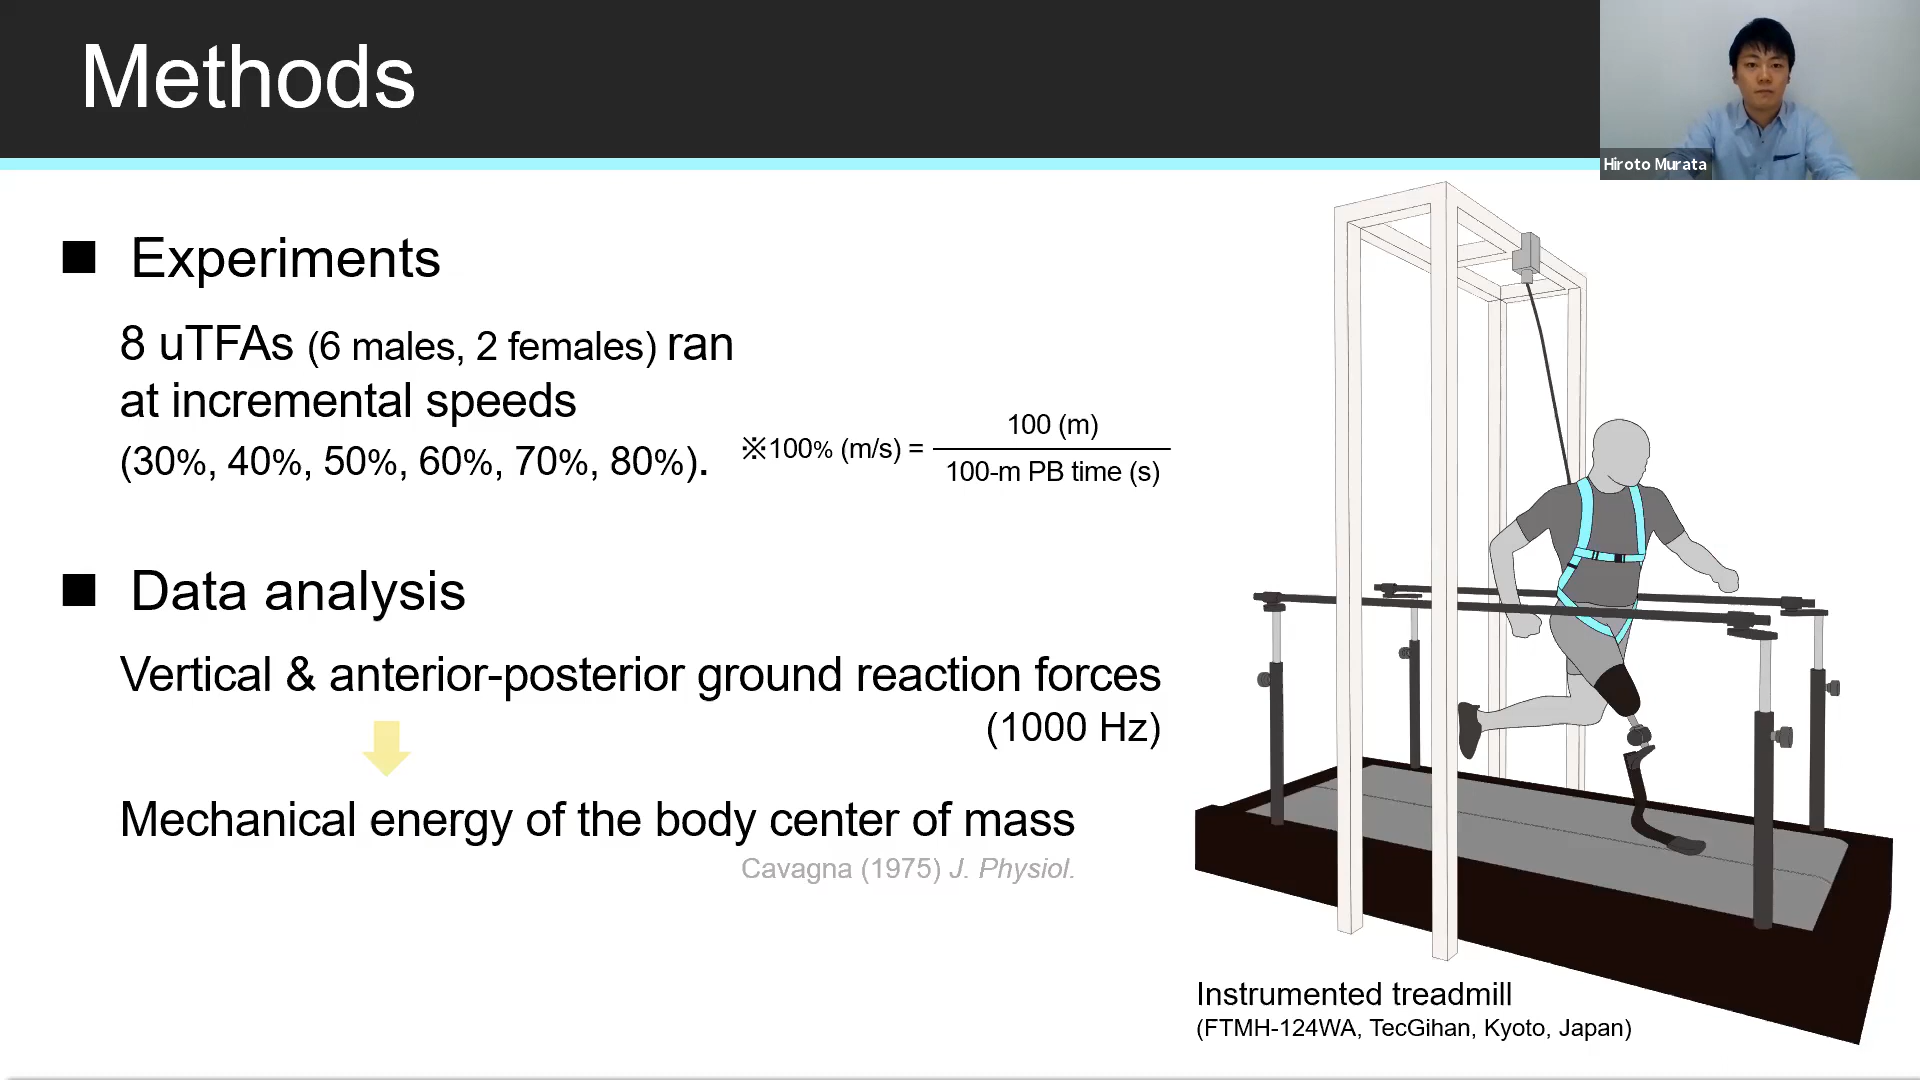 Methods
Hiroto Murata
■ Experiments
8 uTFAs (6 males, 2 females) ran
at incremental speeds
(30%, 40%, 50%, 60%, 70%, 80%).
※100% (m/s) =
100 (m)
100-m PB time (s)
■ Data analysis
Vertical & anterior-posterior ground reaction forces
(1000 Hz)
Mechanical energy of the body center of mass
Cavagna (1975) J. Physiol.
Instrumented treadmill
(FTMH-124WA, TecGihan, Kyoto, Japan)